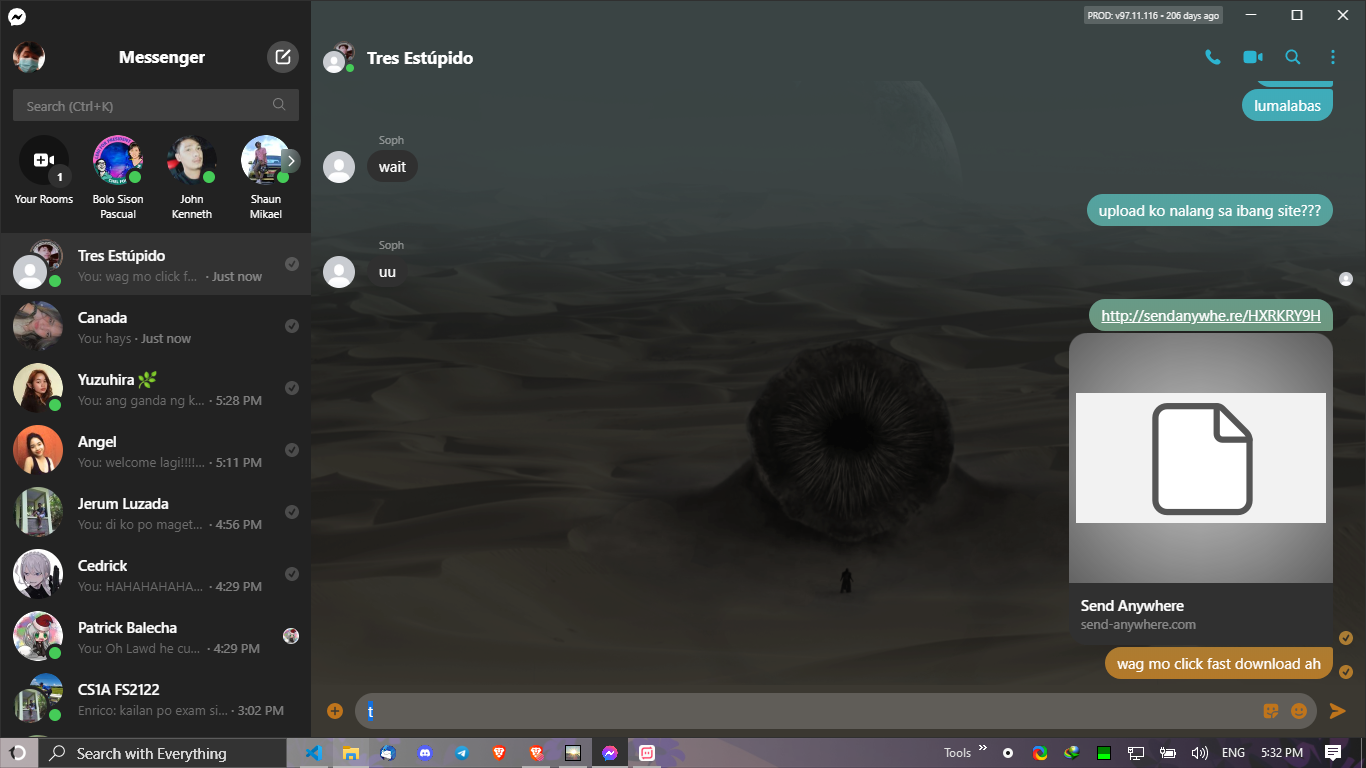 PROD: v97.11.116 • 206 days ago
Messenger
Search (Ctrl+K)
1
Your Rooms
Bolo Sison
Pascual
John
Kenneth
Shaun
Mikael
Tres Estúpido
You: wag mo click f... · Just now
Canada
You: hays · Just now
Yuzuhira 🌿
You: ang ganda ng k... · 5:28 PM
Angel
You: welcome lagi!!!!... · 5:11 PM
Jerum Luzada
You: di ko po maget... · 4:56 PM
Cedrick
You: HAHAHAHAHA... · 4:29 PM
Patrick Balecha
You: Oh Lawd he cu... · 4:29 PM
CS1A FS2122
Enrico: kailan po exam si... · 3:02 PM
Tres Estúpido
lumalabas
Soph
wait
upload ko nalang sa ibang site???
Soph
uu
http://sendanywhe.re/HXRKRY9H
Send Anywhere
send-anywhere.com
wag mo click fast download ah
t
Search with Everything
Tools
ENG
5:32 PM